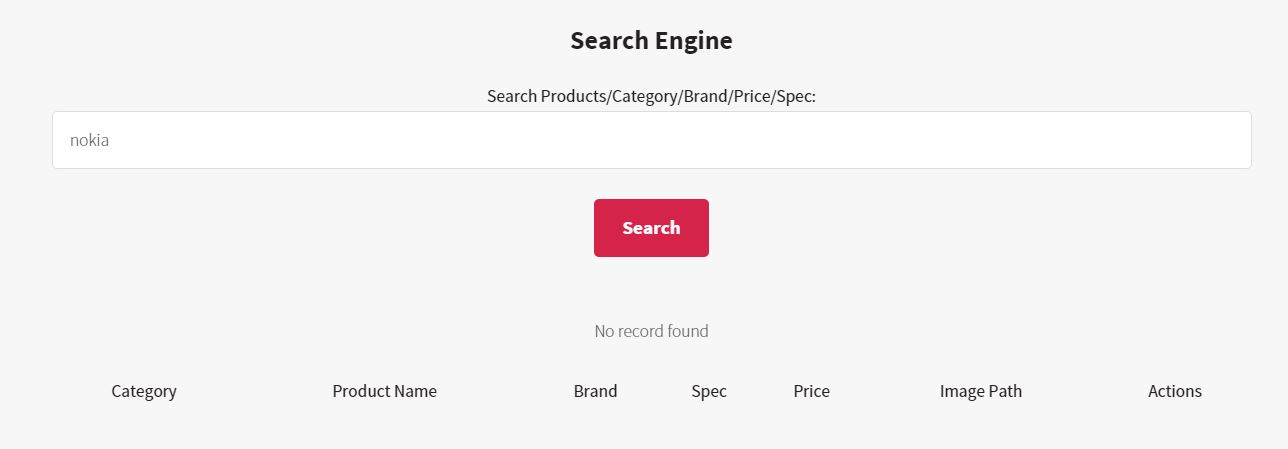 Search Engine
Search Products/Category/Brand/Price/Spec:
nokia
Search
No record found
Category Product Name Brand Spec Price Image Path Actions